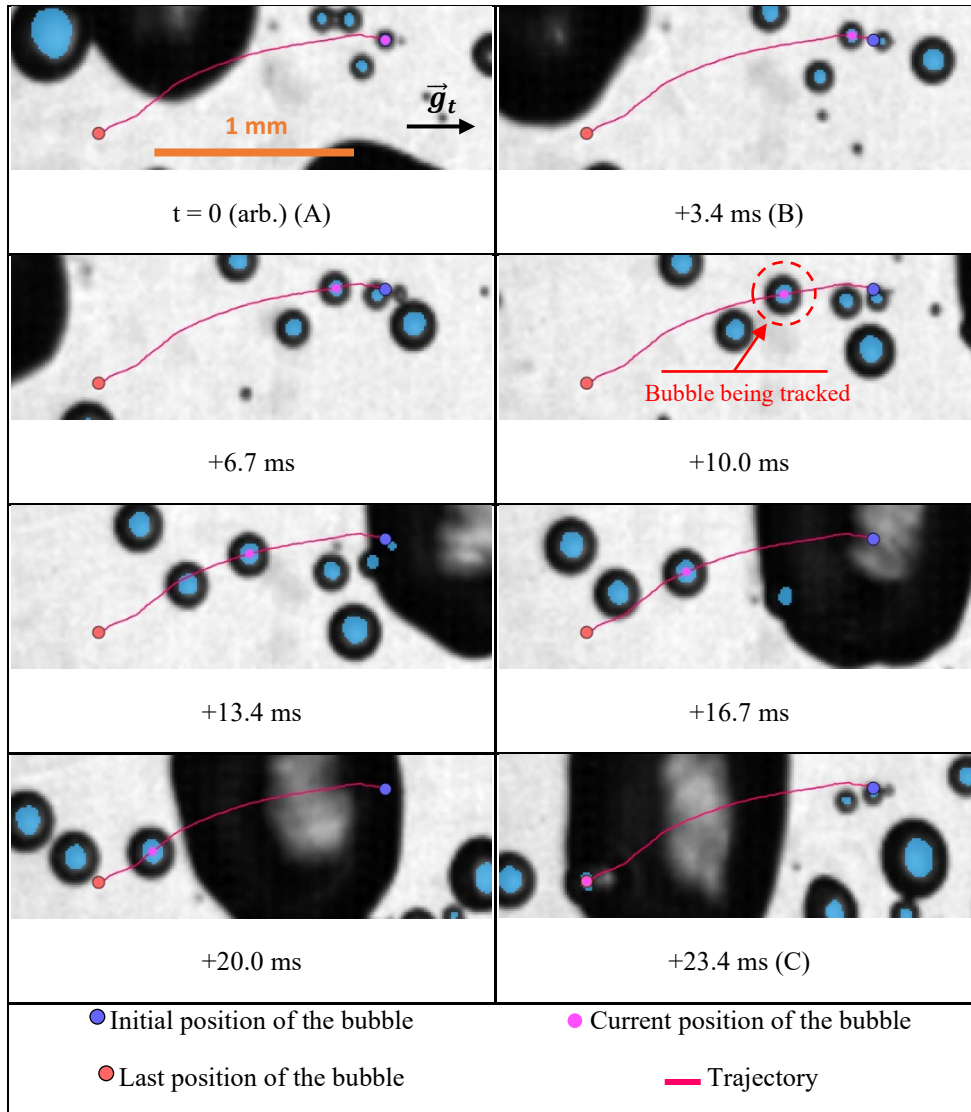 1 mm
g⃗ₜ
t = 0 (arb.) (A)
+3.4 ms (B)
+6.7 ms
Bubble being tracked
+10.0 ms
+13.4 ms
+16.7 ms
+20.0 ms
+23.4 ms (C)
Initial position of the bubble
Current position of the bubble
Last position of the bubble
Trajectory